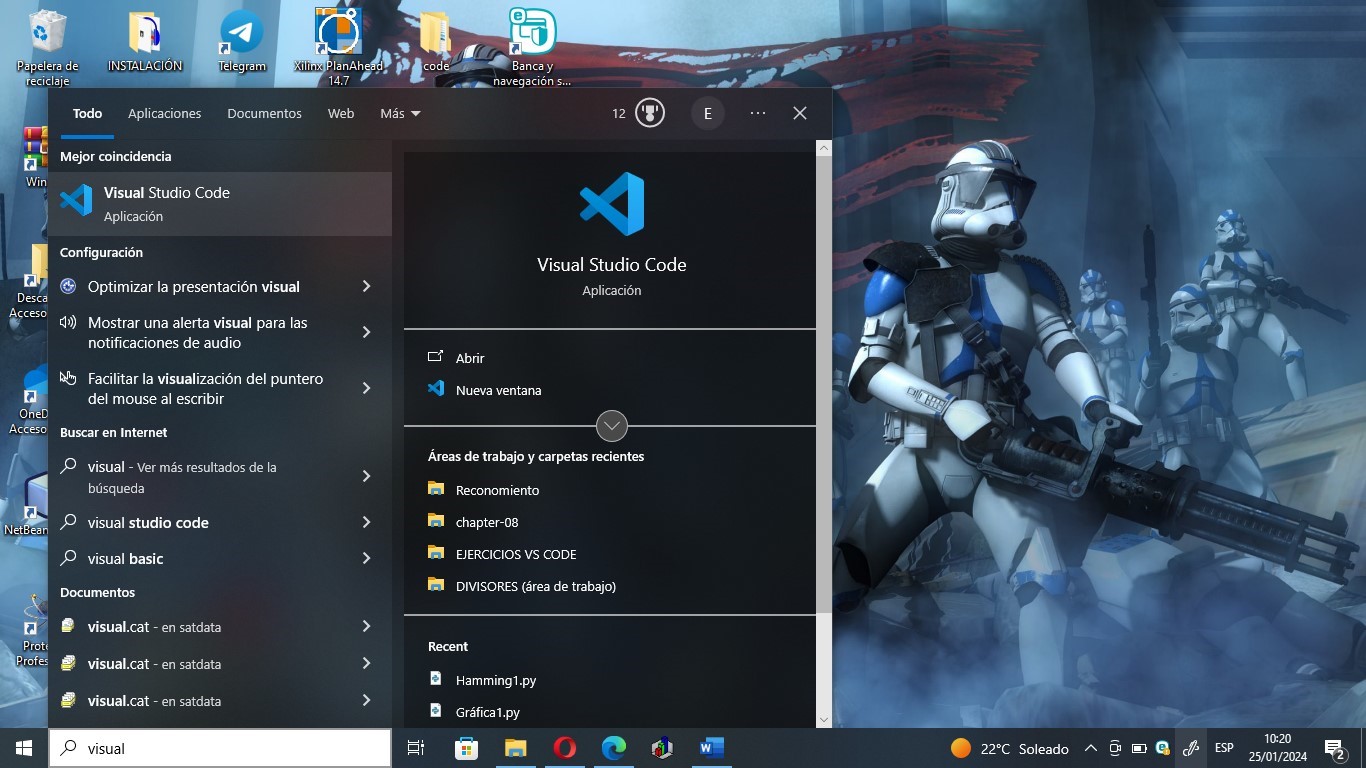 Papelera de
reciclaje
INSTALACIÓN
Telegram
Xilinx PlanAhead
14.7
code
Banca y
navegación s...
Todo
Aplicaciones
Documentos
Web
Más
12
E
Mejor coincidencia
Visual Studio Code
Aplicación
Configuración
Optimizar la presentación visual
Mostrar una alerta visual para las
notificaciones de audio
Facilitar la visualización del puntero
del mouse al escribir
Buscar en Internet
visual - Ver más resultados de la
búsqueda
visual studio code
visual basic
Documentos
visual.cat - en satdata
visual.cat - en satdata
visual.cat - en satdata
Visual Studio Code
Aplicación
Abrir
Nueva ventana
Áreas de trabajo y carpetas recientes
Reconomiento
chapter-08
EJERCICIOS VS CODE
DIVISORES (área de trabajo)
Recent
Hamming1.py
Gráfica1.py
Win
Desca
Acceso
OneD
Acceso
NetBean
Prote
Profes
visual
22°C Soleado
ESP
10:20
25/01/2024
2